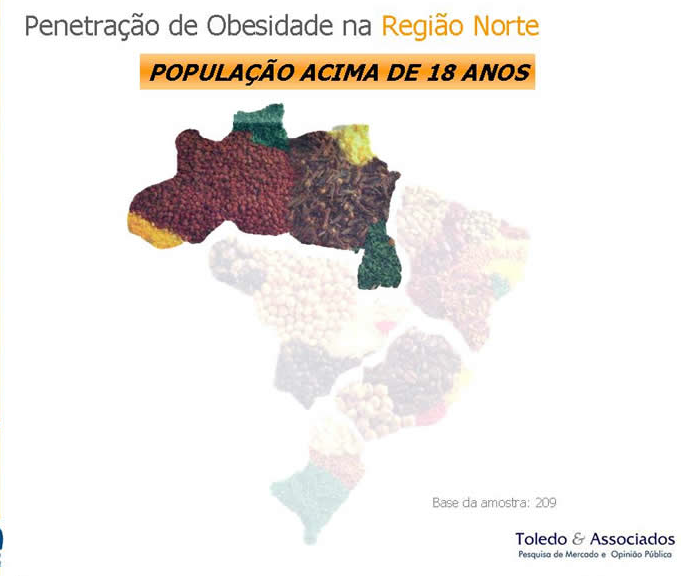 Penetração de Obesidade na Região Norte
POPULAÇÃO ACIMA DE 18 ANOS
Base da amostra: 209
Toledo & Associados
Pesquisa de Mercado e Opinião Pública